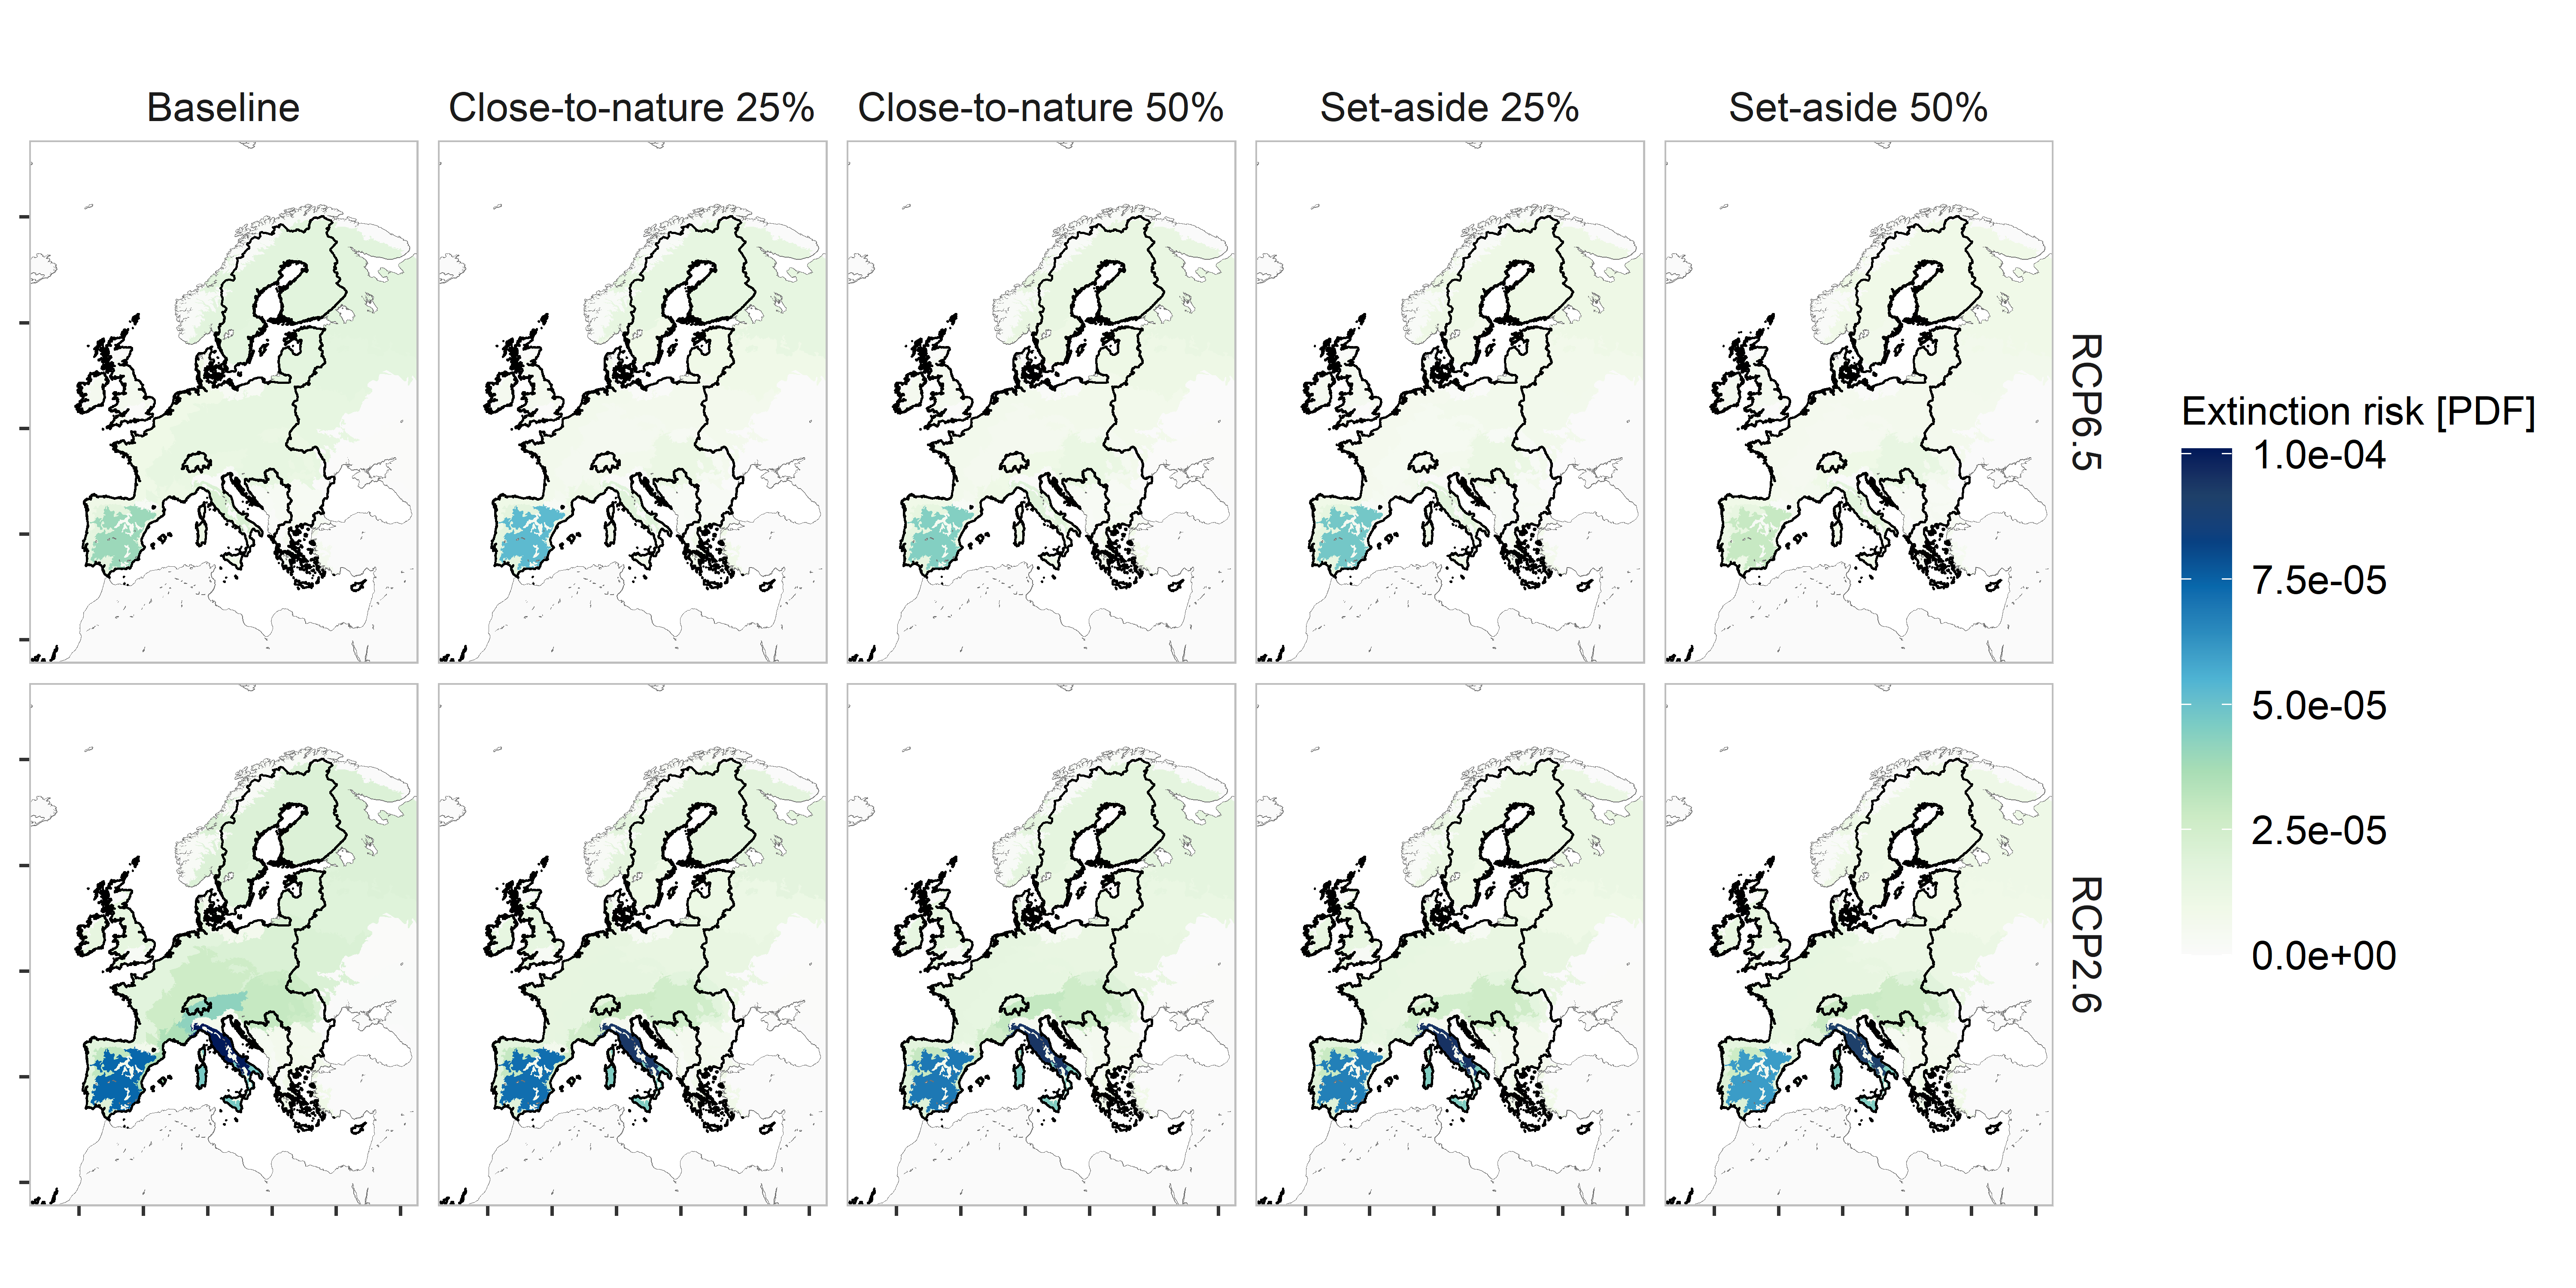 Baseline
Close-to-nature 25%
Close-to-nature 50%
Set-aside 25%
Set-aside 50%
RCP6.5
RCP2.6
Extinction risk [PDF]
1.0e-04
7.5e-05
5.0e-05
2.5e-05
0.0e+00